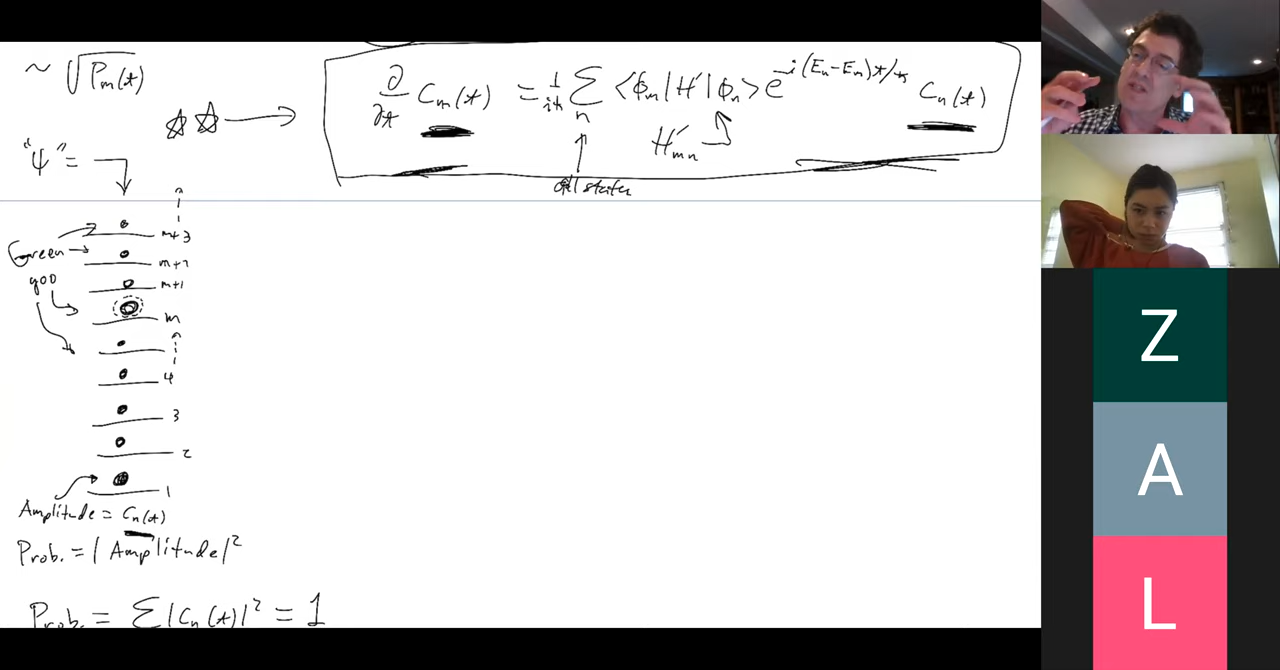 ~ √Pm(t)
☆☆ → ∂/∂t Cm(t) = 1/iħ Σn <ϕm|H'|ϕn> e^-i(En-Em)t/ħ Cn(t)
H'mn
all states
"Ψ" =
m+3
Green
m+2
goo
m+1
m
4
3
2
1
Amplitude = Cn(t)
Prob. = | Amplitude|²
Prob. = Σ|Cn(t)|² = 1
Z
A
L